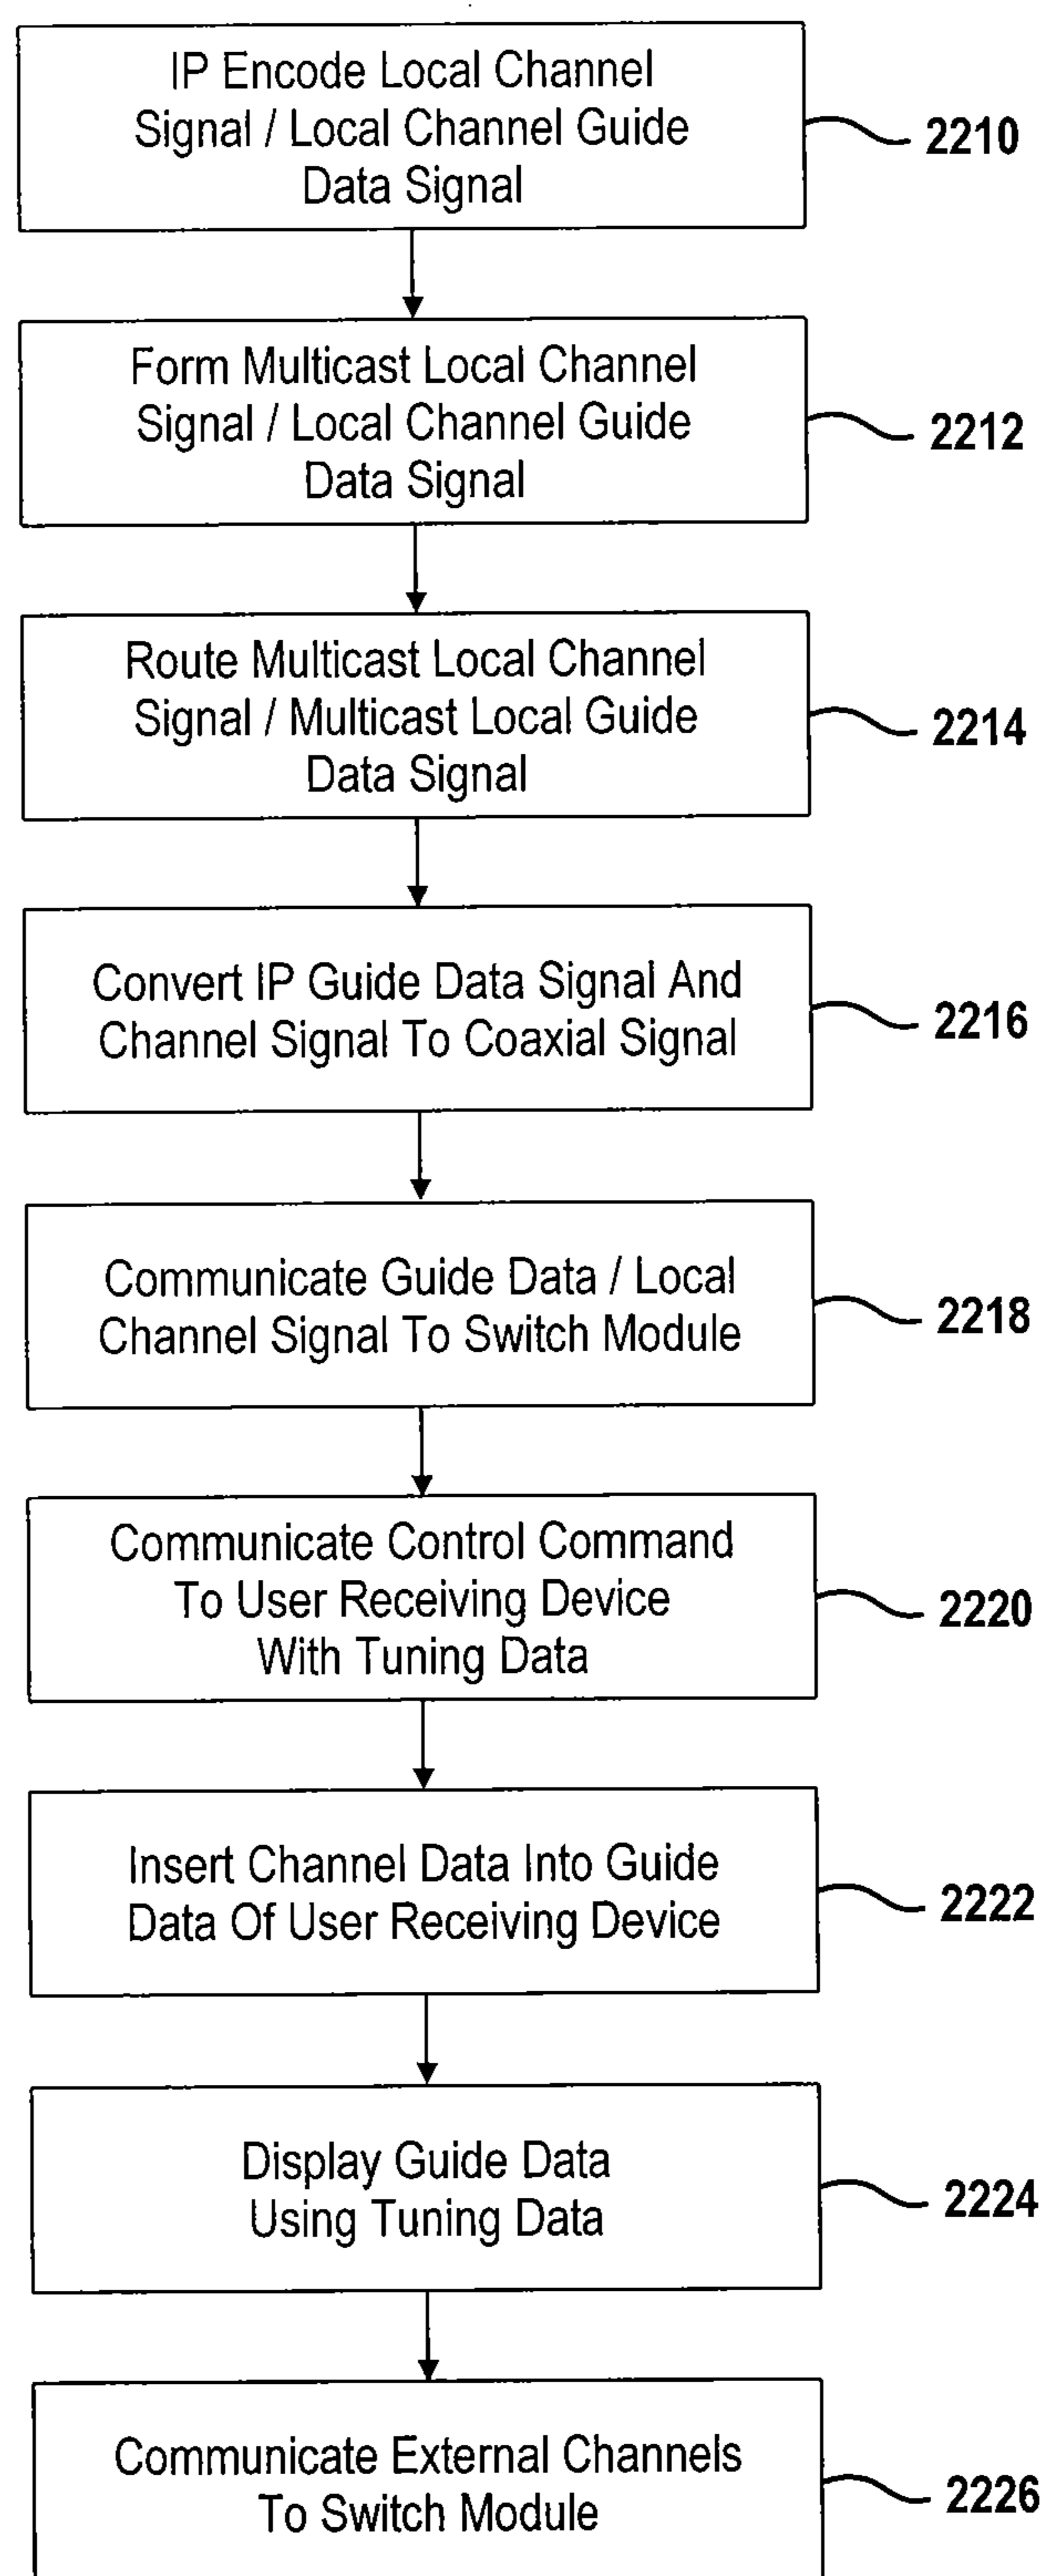 IP Encode Local Channel
Signal / Local Channel Guide
Data Signal
2210
Form Multicast Local Channel
Signal / Local Channel Guide
Data Signal
2212
Route Multicast Local Channel
Signal / Multicast Local Guide
Data Signal
2214
Convert IP Guide Data Signal And
Channel Signal To Coaxial Signal
2216
Communicate Guide Data / Local
Channel Signal To Switch Module
2218
Communicate Control Command
To User Receiving Device
With Tuning Data
2220
Insert Channel Data Into Guide
Data Of User Receiving Device
2222
Display Guide Data
Using Tuning Data
2224
Communicate External Channels
To Switch Module
2226